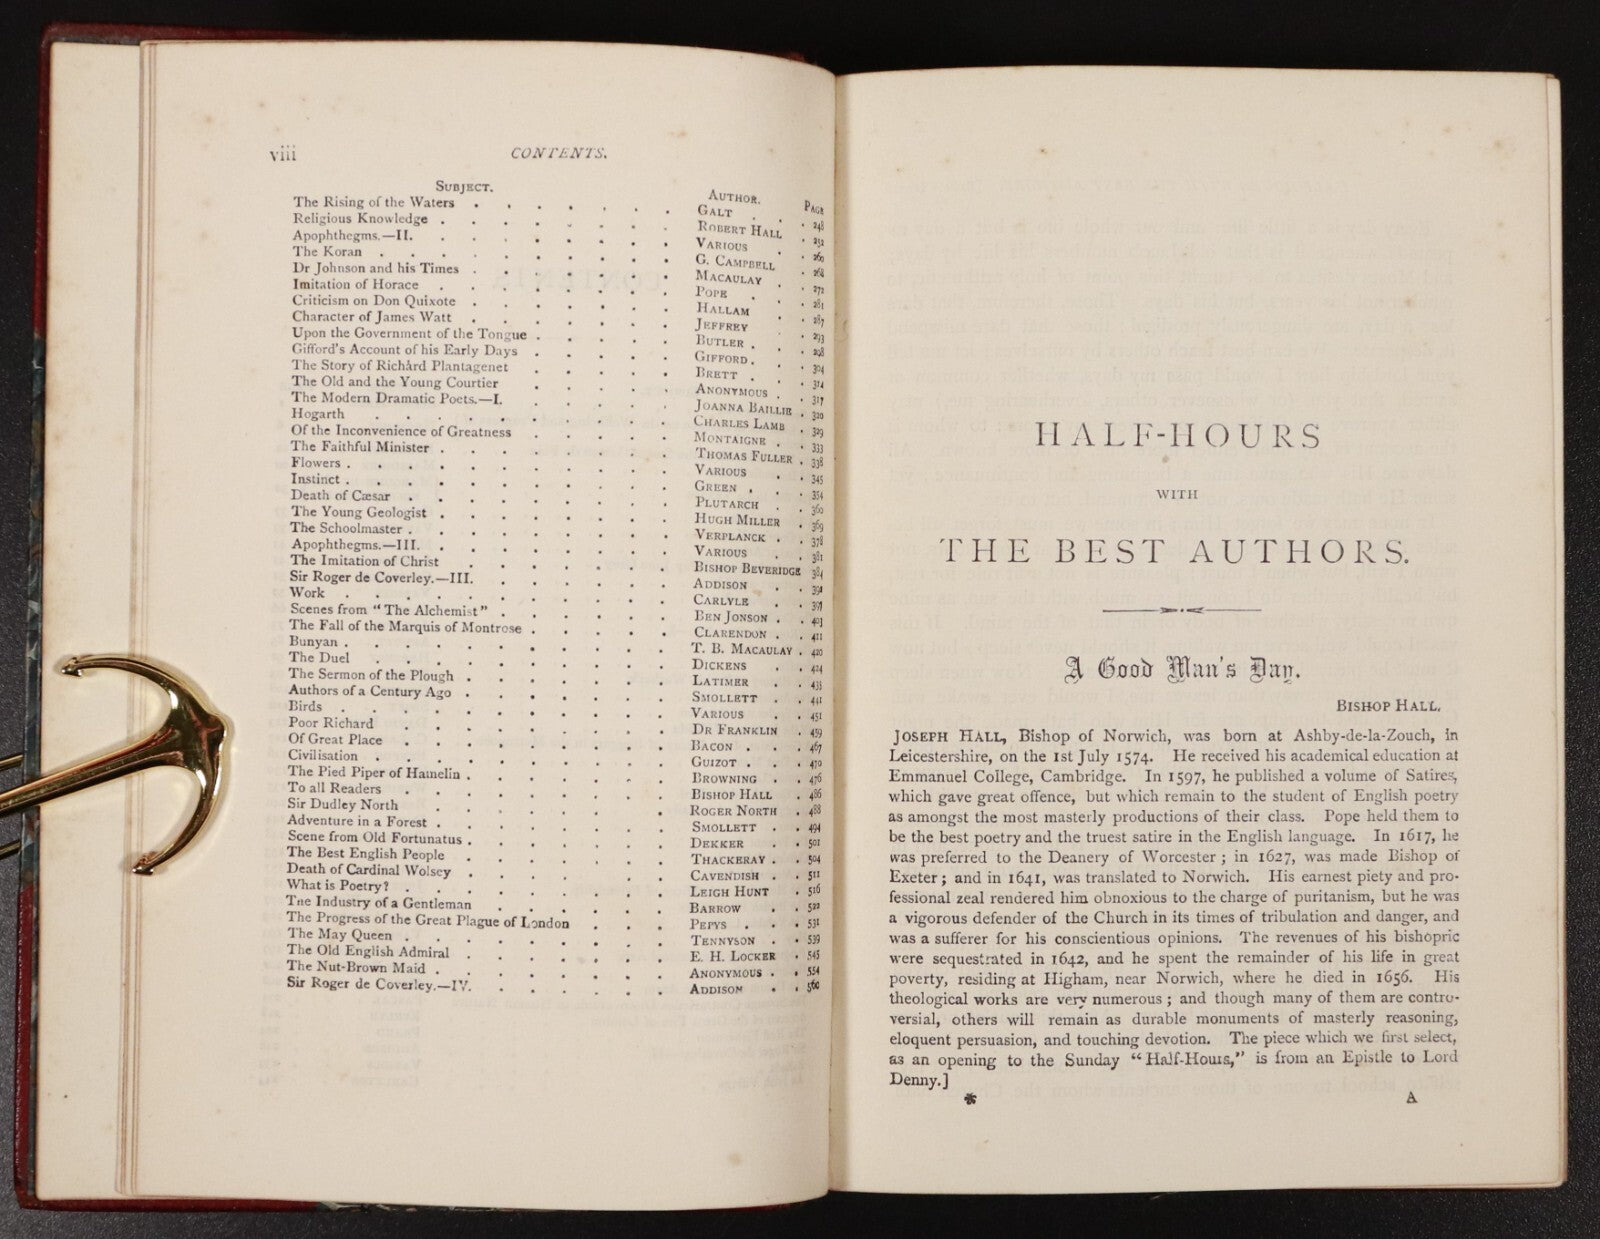 viii CONTENTS.
SUBJECT. AUTHOR. PAGE
The Rising of the Waters . . . . . . . GALT . . 248
Religious Knowledge . . . . . . . . ROBERT HALL . 252
Apophthegms.—II. . . . . . . . . VARIOUS . 260
The Koran . . . . . . . . . . G. CAMPBELL . 268
Dr Johnson and his Times . . . . . . . MACAULAY . . 272
Imitation of Horace . . . . . . . . POPE . . 281
Criticism on Don Quixote . . . . . . . HALLAM . . 287
Character of James Watt . . . . . . . JEFFREY . . 293
Upon the Government of the Tongue . . . . . BUTLER . . . 298
Gifford's Account of his Early Days . . . . . GIFFORD . . . 304
The Story of Richard Plantagenet . . . . . BRETT . . . 314
The Old and the Young Courtier . . . . . ANONYMOUS . . 317
The Modern Dramatic Poets.—I. . . . . . JOANNA BAILLIE . 320
Hogarth . . . . . . . . . . CHARLES LAMB . 329
Of the Inconvenience of Greatness . . . . . MONTAIGNE . . 333
The Faithful Minister . . . . . . . . THOMAS FULLER . 338
Flowers . . . . . . . . . . . VARIOUS . . 345
Instinct . . . . . . . . . . . GREEN . . . 354
Death of Cæsar . . . . . . . . . PLUTARCH . . 360
The Young Geologist . . . . . . . . HUGH MILLER . 369
The Schoolmaster . . . . . . . . . VERPLANCK . . 378
Apophthegms.—III. . . . . . . . . VARIOUS . . 381
The Imitation of Christ . . . . . . . BISHOP BEVERIDGE 384
Sir Roger de Coverley.—III. . . . . . . ADDISON . . 392
Work . . . . . . . . . . . CARLYLE . . 397
Scenes from "The Alchemist" . . . . . . BEN JONSON . . 403
The Fall of the Marquis of Montrose . . . . . CLARENDON . . 411
Bunyan . . . . . . . . . . . T. B. MACAULAY . 420
The Duel . . . . . . . . . . DICKENS . . 424
The Sermon of the Plough . . . . . . . LATIMER . . 435
Authors of a Century Ago . . . . . . . SMOLLETT . . 441
Birds . . . . . . . . . . . VARIOUS . . 451
Poor Richard . . . . . . . . . DR FRANKLIN . 459
Of Great Place . . . . . . . . . BACON . . . 467
Civilisation . . . . . . . . . . GUIZOT . . . 470
The Pied Piper of Hamelin . . . . . . . BROWNING . . 476
To all Readers . . . . . . . . . BISHOP HALL . 486
Sir Dudley North . . . . . . . . ROGER NORTH . 488
Adventure in a Forest . . . . . . . . SMOLLETT . . 494
Scene from Old Fortunatus . . . . . . . DEKKER . . 501
The Best English People . . . . . . . . THACKERAY . . 504
Death of Cardinal Wolsey . . . . . . . CAVENDISH . . 511
What is Poetry? . . . . . . . . . LEIGH HUNT . 516
The Industry of a Gentleman . . . . . . BARROW . . 522
The Progress of the Great Plague of London . . . PEPYS . . . 531
The May Queen . . . . . . . . . TENNYSON . . 539
The Old English Admiral . . . . . . . E. H. LOCKER . 545
The Nut-Brown Maid . . . . . . . . ANONYMOUS . . 554
Sir Roger de Coverley.—IV. . . . . . . ADDISON . . 560
HALF-HOURS
WITH
THE BEST AUTHORS.
A Good Man's Day.
BISHOP HALL.
JOSEPH HALL, Bishop of Norwich, was born at Ashby-de-la-Zouch, in
Leicestershire, on the 1st July 1574. He received his academical education at
Emmanuel College, Cambridge. In 1597, he published a volume of Satires,
which gave great offence, but which remain to the student of English poetry
as amongst the most masterly productions of their class. Pope held them to
be the best poetry and the truest satire in the English language. In 1617, he
was preferred to the Deanery of Worcester; in 1627, was made Bishop of
Exeter; and in 1641, was translated to Norwich. His earnest piety and pro-
fessional zeal rendered him obnoxious to the charge of puritanism, but he was
a vigorous defender of the Church in its times of tribulation and danger, and
was a sufferer for his conscientious opinions. The revenues of his bishopric
were sequestrated in 1642, and he spent the remainder of his life in great
poverty, residing at Higham, near Norwich, where he died in 1656. His
theological works are very numerous; and though many of them are contro-
versial, others will remain as durable monuments of masterly reasoning,
eloquent persuasion, and touching devotion. The piece which we first select,
as an opening to the Sunday "Half-Hours," is from an Epistle to Lord
Denny.]
* A